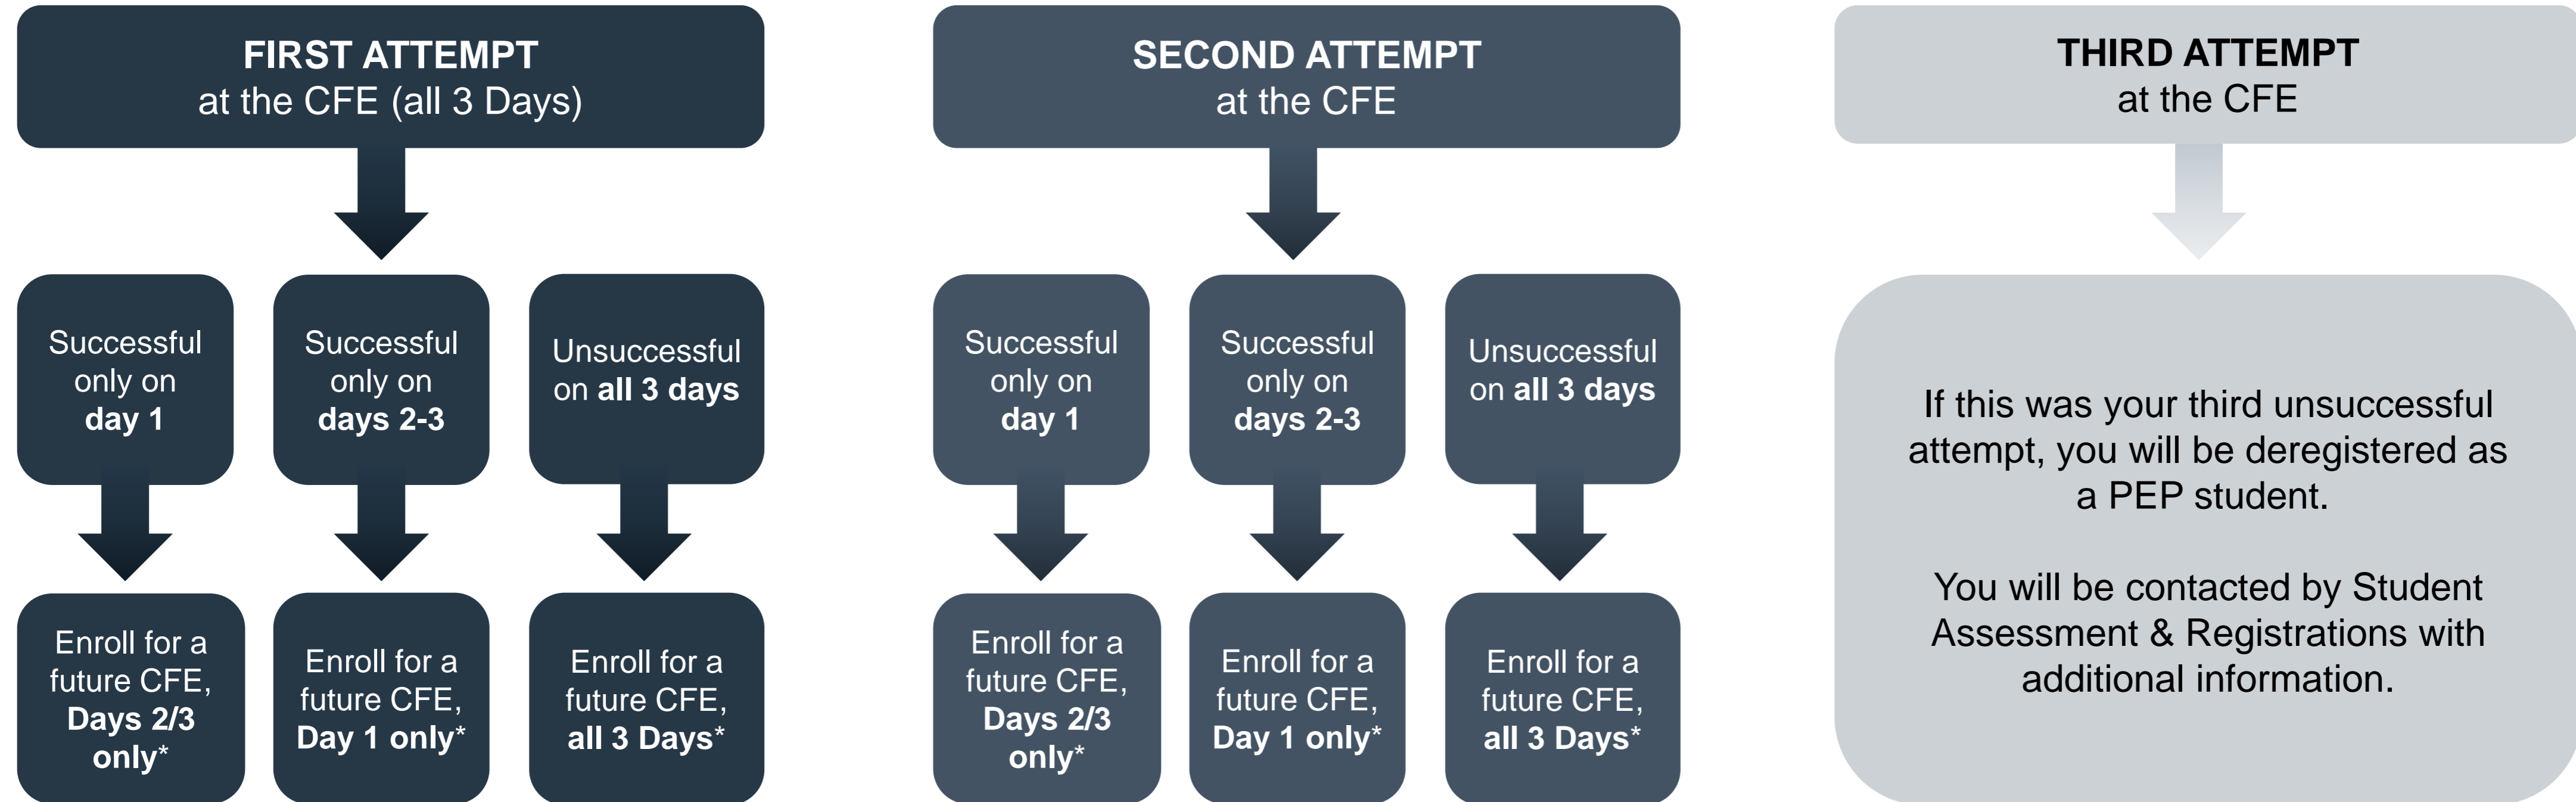 FIRST ATTEMPT
at the CFE (all 3 Days)
Successful
only on
day 1
Successful
only on
days 2-3
Unsuccessful
on all 3 days
Enroll for a
future CFE,
Days 2/3
only*
Enroll for a
future CFE,
Day 1 only*
Enroll for a
future CFE,
all 3 Days*
SECOND ATTEMPT
at the CFE
Successful
only on
day 1
Successful
only on
days 2-3
Unsuccessful
on all 3 days
Enroll for a
future CFE,
Days 2/3
only*
Enroll for a
future CFE,
Day 1 only*
Enroll for a
future CFE,
all 3 Days*
THIRD ATTEMPT
at the CFE
If this was your third unsuccessful
attempt, you will be deregistered as
a PEP student.
You will be contacted by Student
Assessment & Registrations with
additional information.